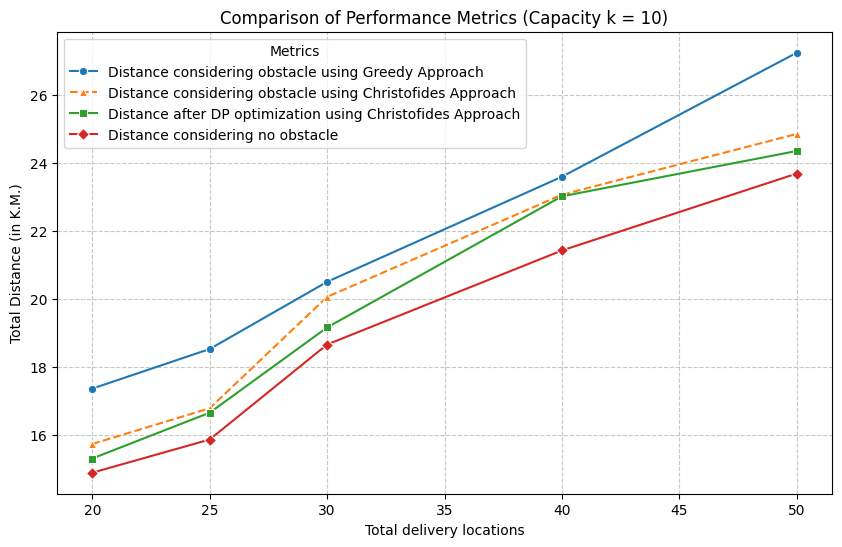 Comparison of Performance Metrics (Capacity k = 10)
Metrics
Distance considering obstacle using Greedy Approach
Distance considering obstacle using Christofides Approach
Distance after DP optimization using Christofides Approach
Distance considering no obstacle
Total Distance (in K.M.)
26
24
22
20
18
16
20
25
30
35
40
45
50
Total delivery locations